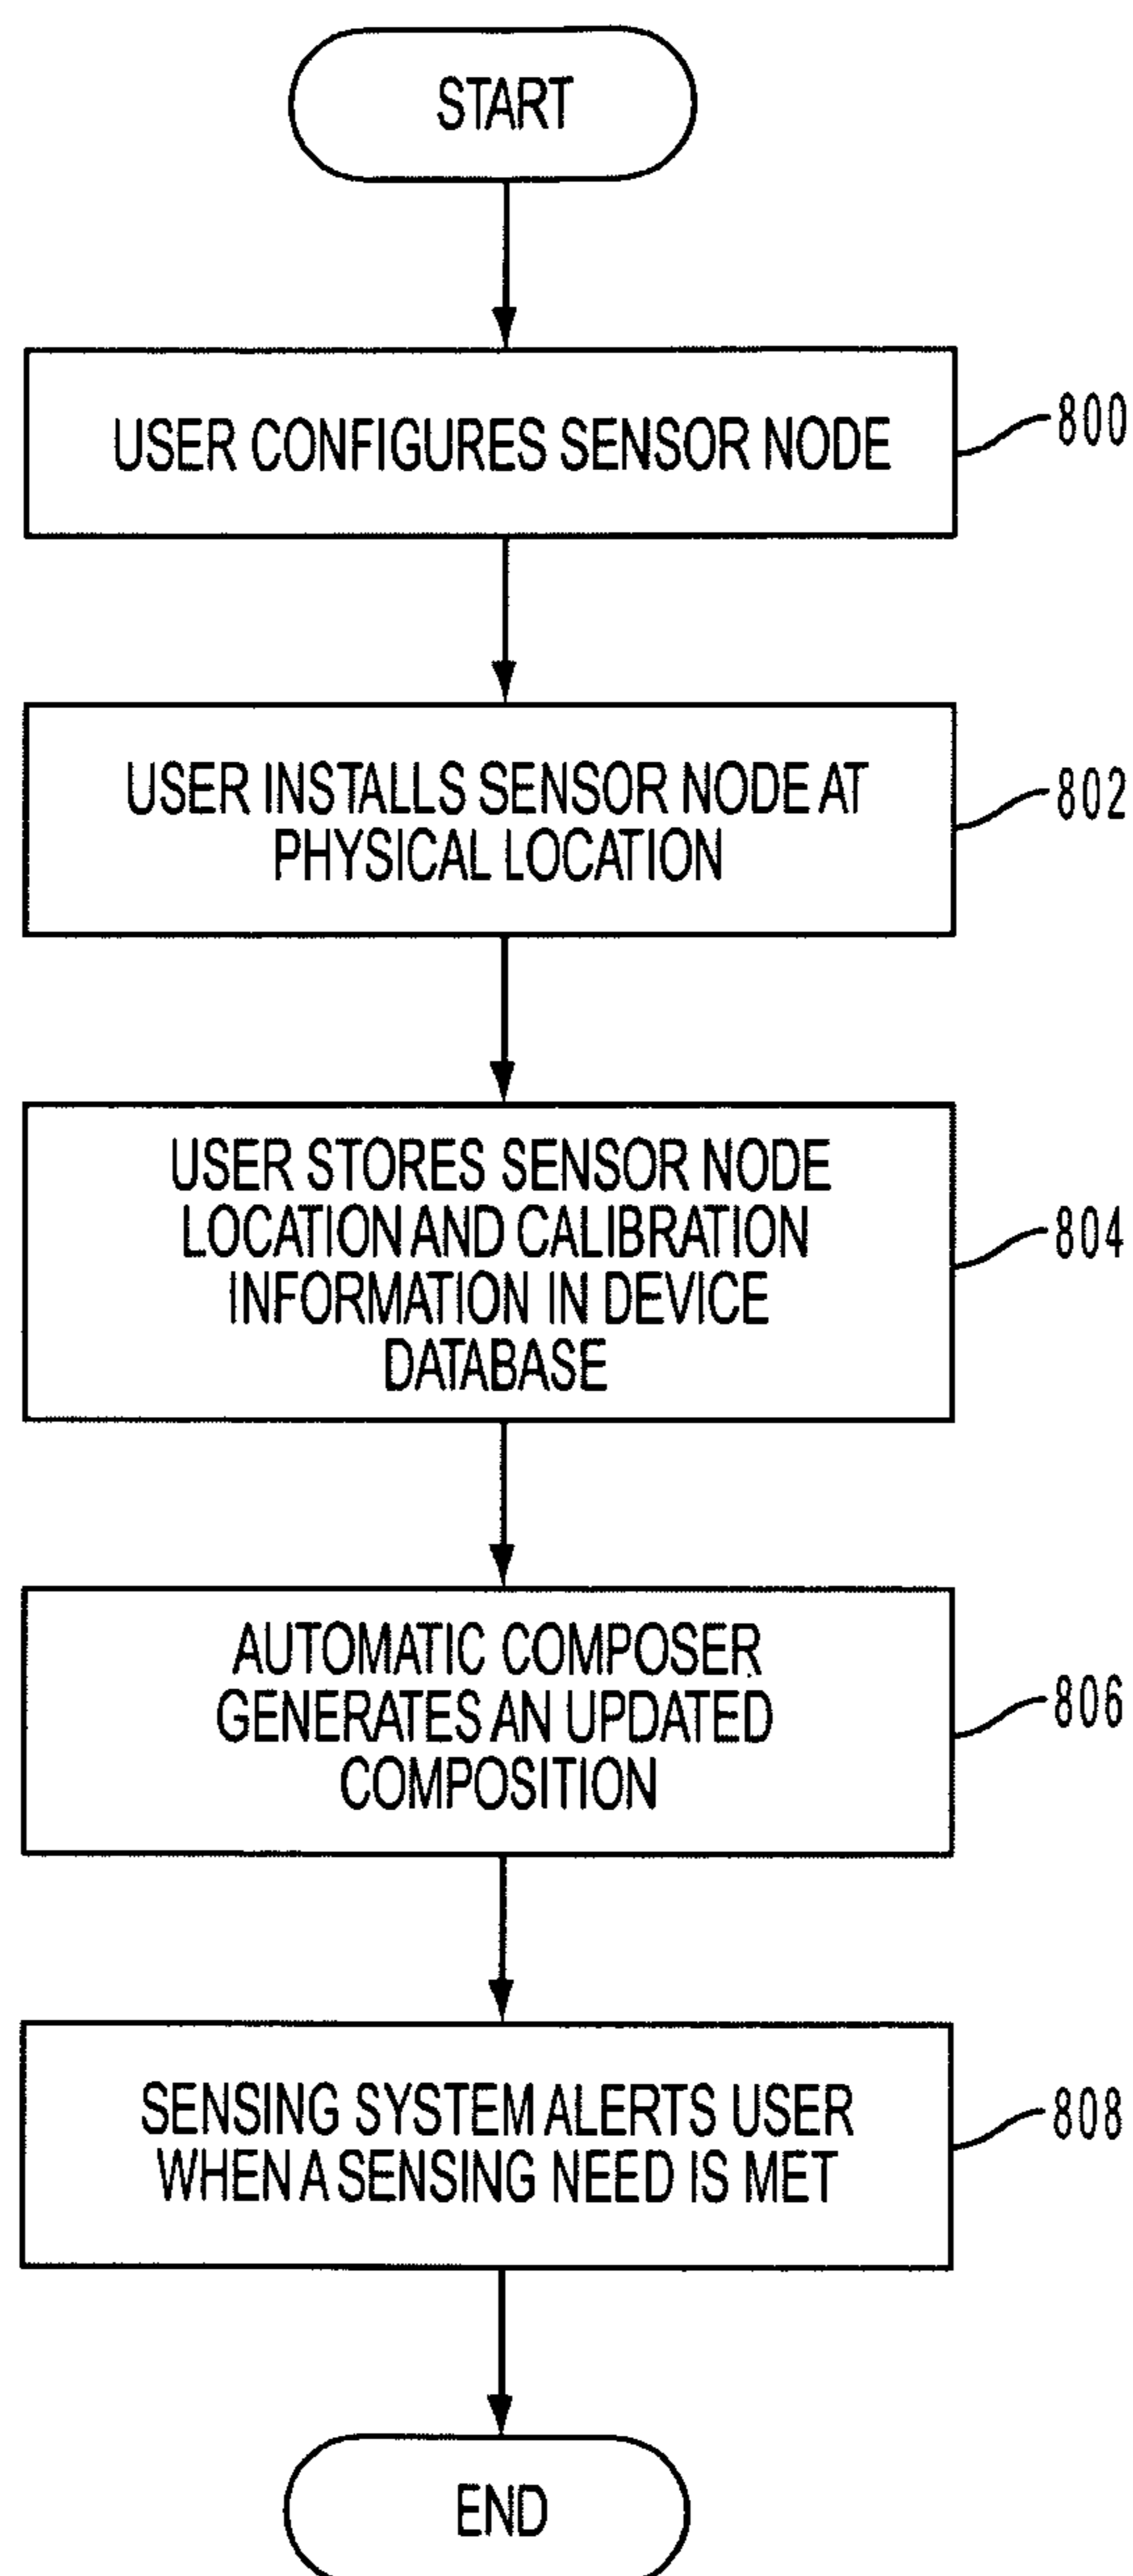 START
USER CONFIGURES SENSOR NODE
800
USER INSTALLS SENSOR NODE AT
PHYSICAL LOCATION
802
USER STORES SENSOR NODE
LOCATION AND CALIBRATION
INFORMATION IN DEVICE
DATABASE
804
AUTOMATIC COMPOSER
GENERATES AN UPDATED
COMPOSITION
806
SENSING SYSTEM ALERTS USER
WHEN A SENSING NEED IS MET
808
END